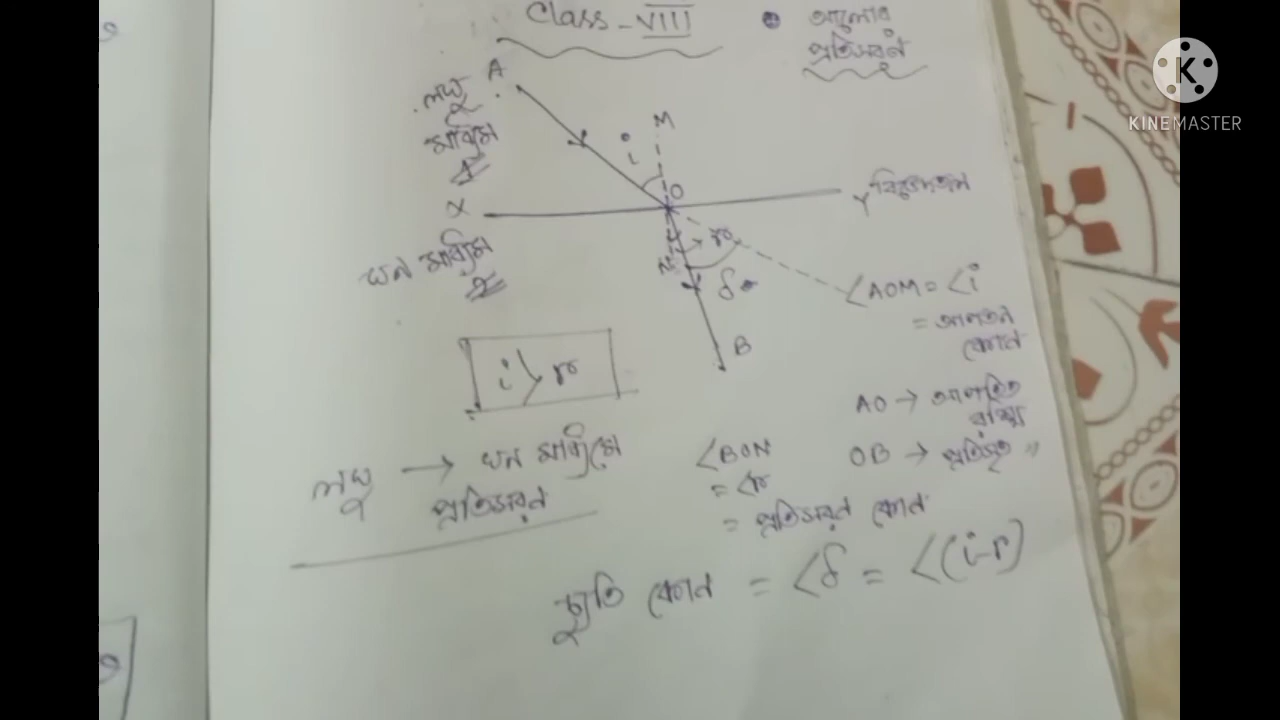 Class - VIII
• আলোর
প্রতিসরণ
KINEMASTER
A
লঘু
মাধ্যম
M
i
O
X
Y বিভেদতল
ঘন মাধ্যম
r
N
δ
B
∠AOM = ∠i
= আপতন
কোন
i > r
AO → আপতিত
রশ্মি
লঘু → ঘন মাধ্যমে
প্রতিসরণ
∠BON
= ∠r
= প্রতিসরণ কোন
OB → প্রতিসৃত "
চ্যুতি কোন = ∠δ = ∠(i-r)